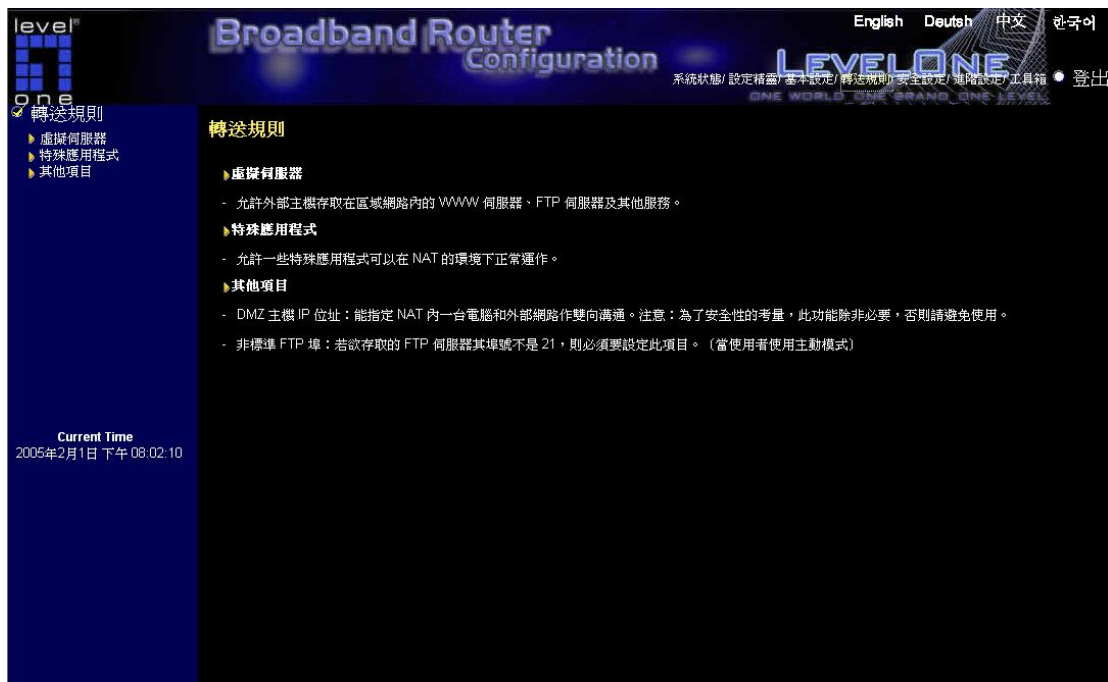 level®
one
Broadband Router
Configuration
English Deutsh 中文 한국어
LEVELONE
ONE WORLD_ONE BRAND_ONE LEVEL
系統狀態/ 設定精靈/ 基本設定/ 轉送規則/ 安全設定/ 進階設定/ 工具箱 登出
轉送規則
虛擬伺服器
特殊應用程式
其他項目
Current Time
2005年2月1日 下午 08:02:10
轉送規則
虛擬伺服器
- 允許外部主機存取在區域網路內的 WWW 伺服器、FTP 伺服器及其他服務。
特殊應用程式
- 允許一些特殊應用程式可以在 NAT 的環境下正常運作。
其他項目
- DMZ 主機 IP 位址：能指定 NAT 內一台電腦和外部網路作雙向溝通。注意：為了安全性的考量，此功能除非必要，否則請避免使用。
- 非標準 FTP 埠：若欲存取的 FTP 伺服器其埠號不是 21，則必須要設定此項目。〔當使用者使用主動模式〕